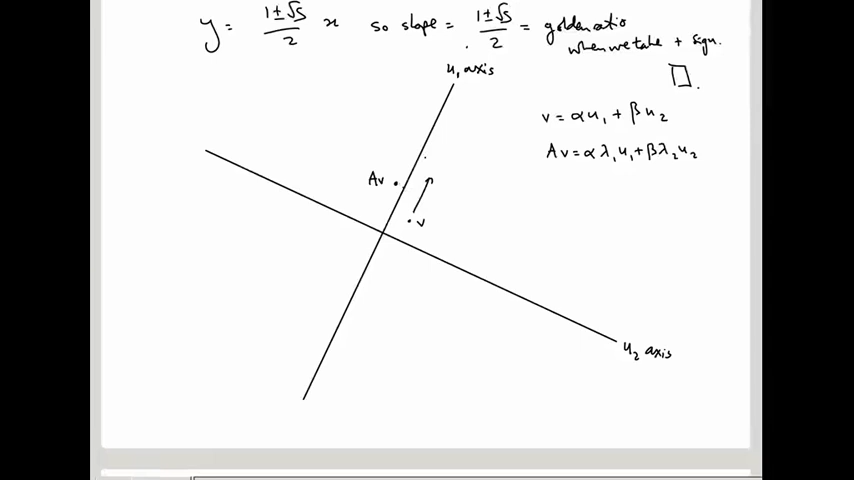 y = 1±√5/2 x so slope = 1±√5/2 = golden ratio
when we take + sign.
□.
u₁ axis
v = αu₁ + βu₂
Av = αλ₁u₁ + βλ₂u₂
Av
v
u₂ axis